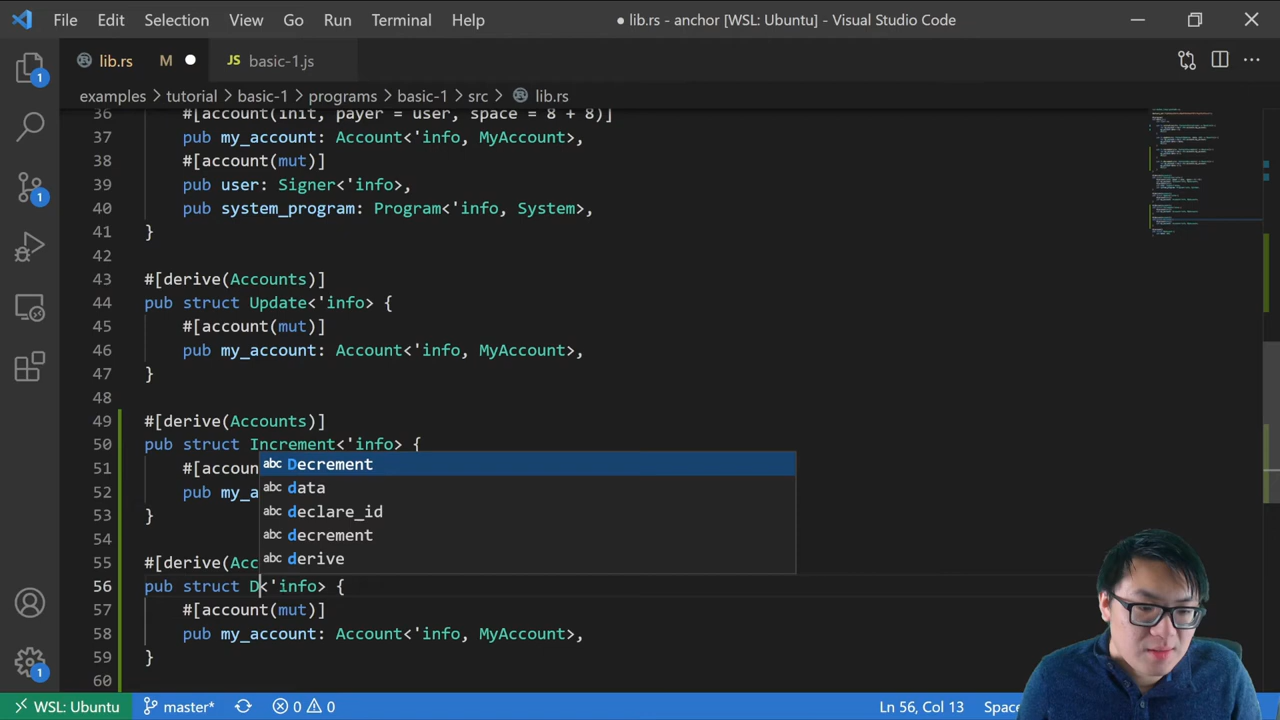 File Edit Selection View Go Run Terminal Help ● lib.rs - anchor [WSL: Ubuntu] - Visual Studio Code
lib.rs M ● JS basic-1.js
examples > tutorial > basic-1 > programs > basic-1 > src > lib.rs
36 #[account(init, payer = user, space = 8 + 8)]
37 pub my_account: Account<'info, MyAccount>,
38 #[account(mut)]
39 pub user: Signer<'info>,
40 pub system_program: Program<'info, System>,
41 }
42
43 #[derive(Accounts)]
44 pub struct Update<'info> {
45 #[account(mut)]
46 pub my_account: Account<'info, MyAccount>,
47 }
48
49 #[derive(Accounts)]
50 pub struct Increment<'info> {
51 #[accoun
abc Decrement
abc data
52 pub my_a
abc declare_id
53 }
abc decrement
54
abc derive
55 #[derive(Acc
56 pub struct D<'info> {
57 #[account(mut)]
58 pub my_account: Account<'info, MyAccount>,
59 }
60
1
1
1
WSL: Ubuntu master* 0 0 Ln 56, Col 13 Space